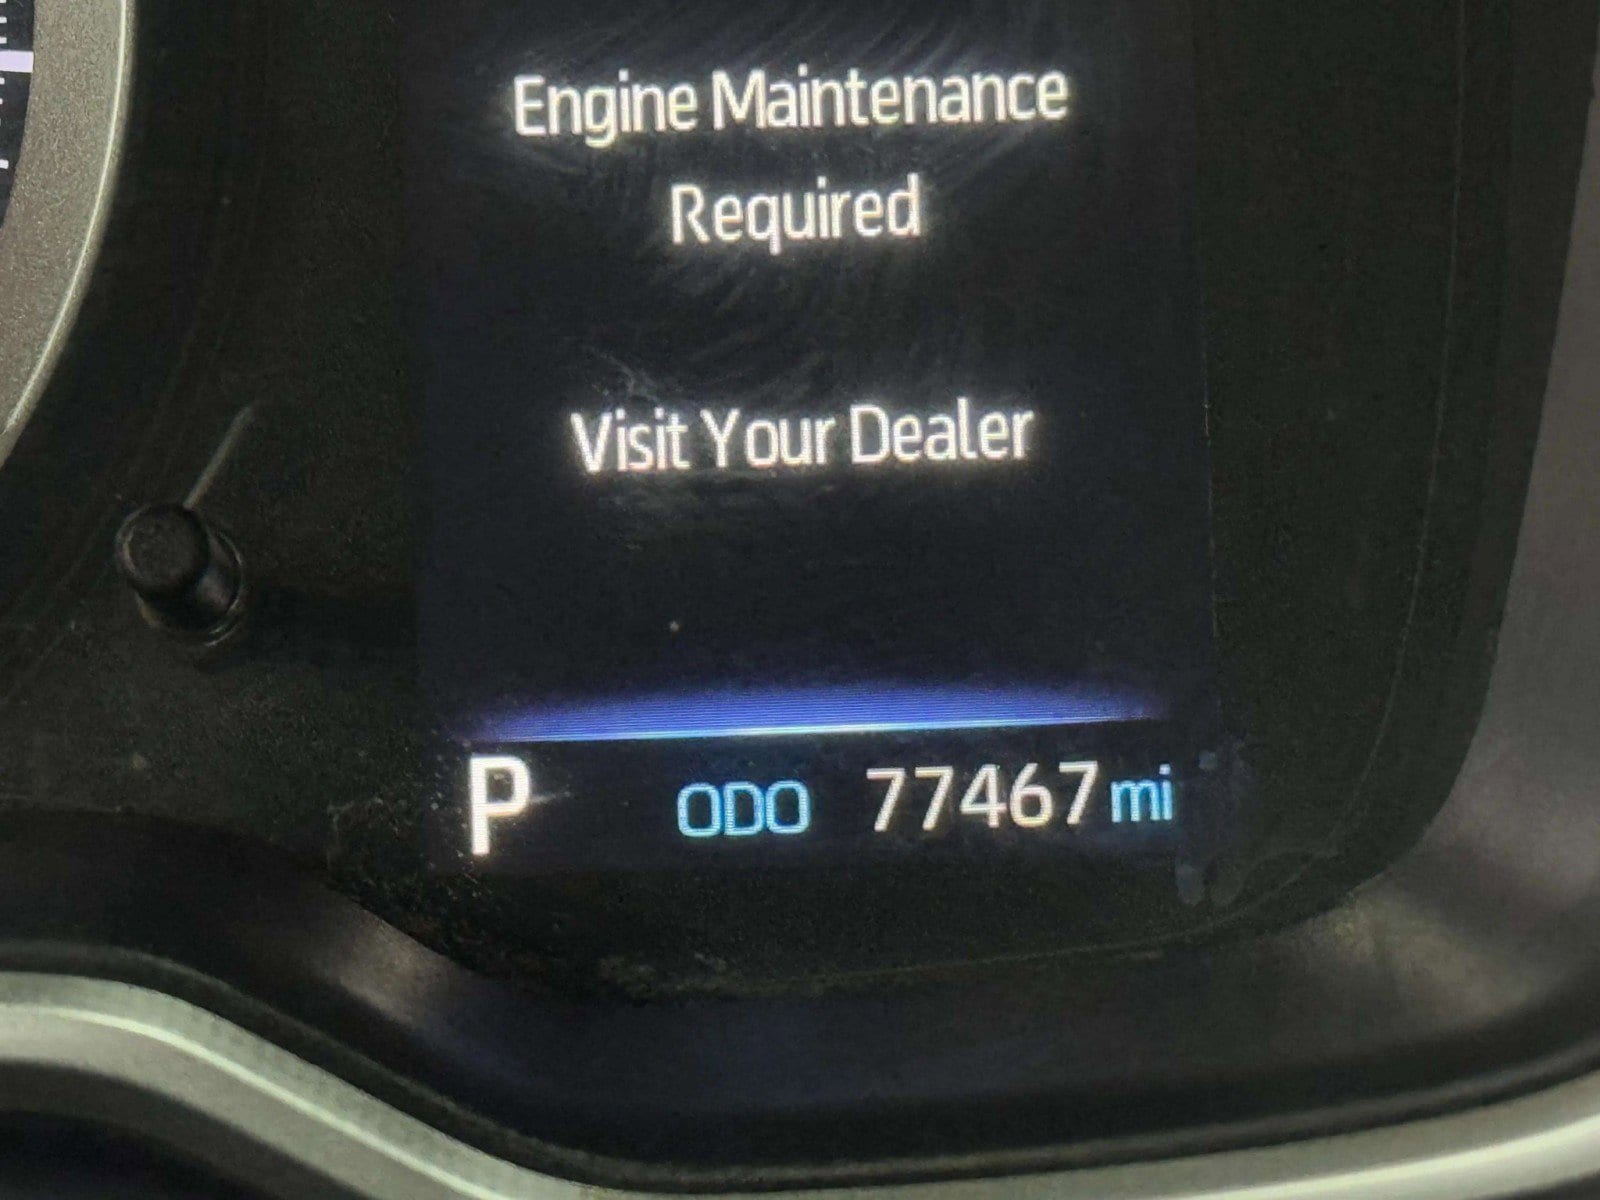 Engine Maintenance
Required
Visit Your Dealer
P ODO 77467 mi